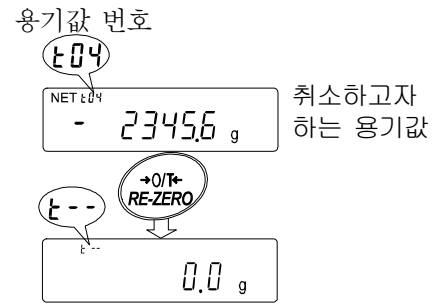 용기값 번호
t04
NET t04
- 2345.6 g
취소하고자
하는 용기값
→0/T←
RE-ZERO
t--
t--
0.0 g